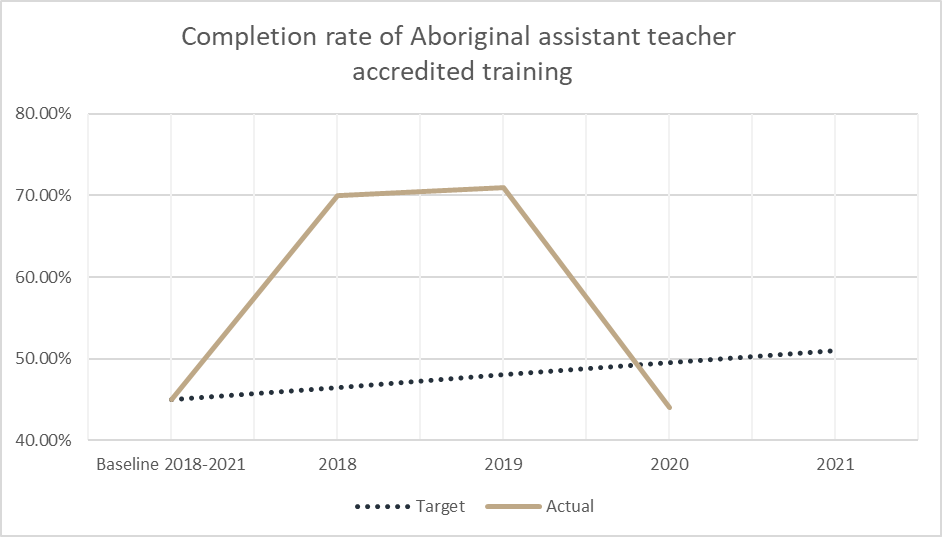 Completion rate of Aboriginal assistant teacher
accredited training
80.00%
70.00%
60.00%
50.00%
40.00%
Baseline 2018-2021 2018 2019 2020 2021
Target Actual